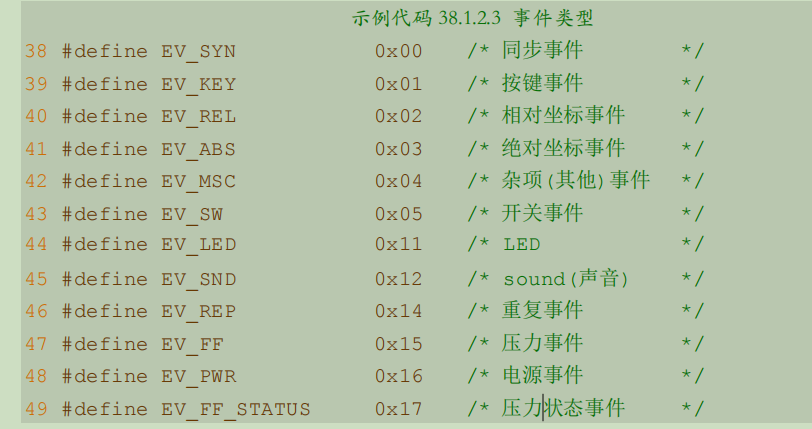 示例代码 38.1.2.3 事件类型
38 #define EV_SYN 0x00 /* 同步事件 */
39 #define EV_KEY 0x01 /* 按键事件 */
40 #define EV_REL 0x02 /* 相对坐标事件 */
41 #define EV_ABS 0x03 /* 绝对坐标事件 */
42 #define EV_MSC 0x04 /* 杂项(其他)事件 */
43 #define EV_SW 0x05 /* 开关事件 */
44 #define EV_LED 0x11 /* LED */
45 #define EV_SND 0x12 /* sound(声音) */
46 #define EV_REP 0x14 /* 重复事件 */
47 #define EV_FF 0x15 /* 压力事件 */
48 #define EV_PWR 0x16 /* 电源事件 */
49 #define EV_FF_STATUS 0x17 /* 压力状态事件 */